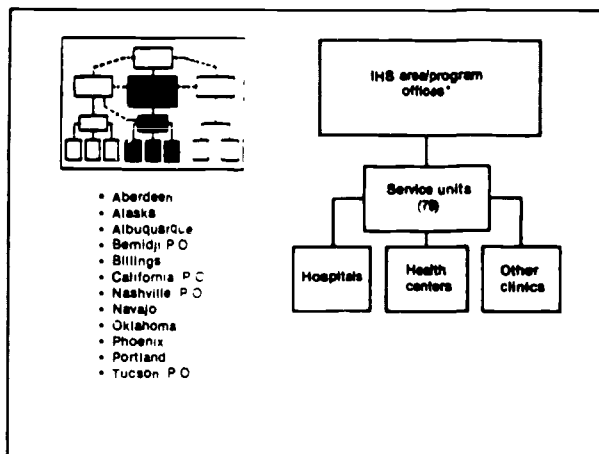 IHS area/program
offices*
Service units
(79)
Hospitals
Health
centers
Other
clinics
• Aberdeen
• Alaska
• Albuquerque
• Bemidji P O
• Billings
• California P O
• Nashville P O
• Navajo
• Oklahoma
• Phoenix
• Portland
• Tucson P O